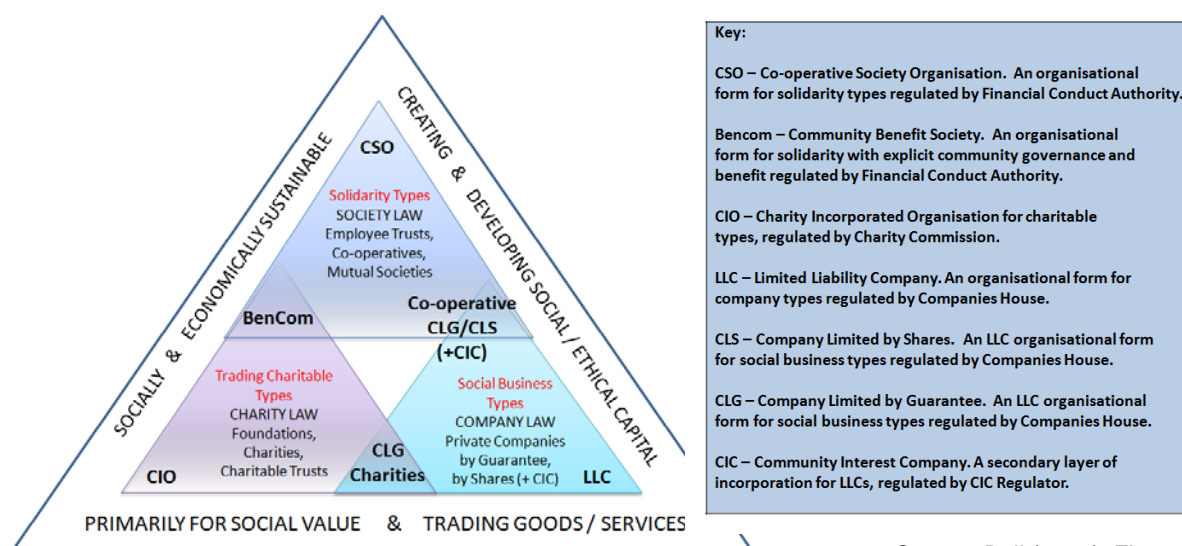 CSO
Solidarity Types
SOCIETY LAW
Employee Trusts,
Co-operatives,
Mutual Societies
SOCIALLY & ECONOMICALLY SUSTAINABLE
CREATING & DEVELOPING SOCIAL / ETHICAL CAPITAL
BenCom
Co-operative
CLG/CLS
(+CIC)
Trading Charitable
Types
CHARITY LAW
Foundations,
Charities,
Charitable Trusts
CIO
CLG
Charities
Social Business
Types
COMPANY LAW
Private Companies
by Guarantee,
by Shares (+ CIC)
LLC
PRIMARILY FOR SOCIAL VALUE & TRADING GOODS / SERVICES
Key:
CSO – Co-operative Society Organisation. An organisational
form for solidarity types regulated by Financial Conduct Authority.
Bencom – Community Benefit Society. An organisational
form for solidarity with explicit community governance and
benefit regulated by Financial Conduct Authority.
CIO – Charity Incorporated Organisation for charitable
types, regulated by Charity Commission.
LLC – Limited Liability Company. An organisational form for
company types regulated by Companies House.
CLS – Company Limited by Shares. An LLC organisational form
for social business types regulated by Companies House.
CLG – Company Limited by Guarantee. An LLC organisational
form for social business types regulated by Companies House.
CIC – Community Interest Company. A secondary layer of
incorporation for LLCs, regulated by CIC Regulator.